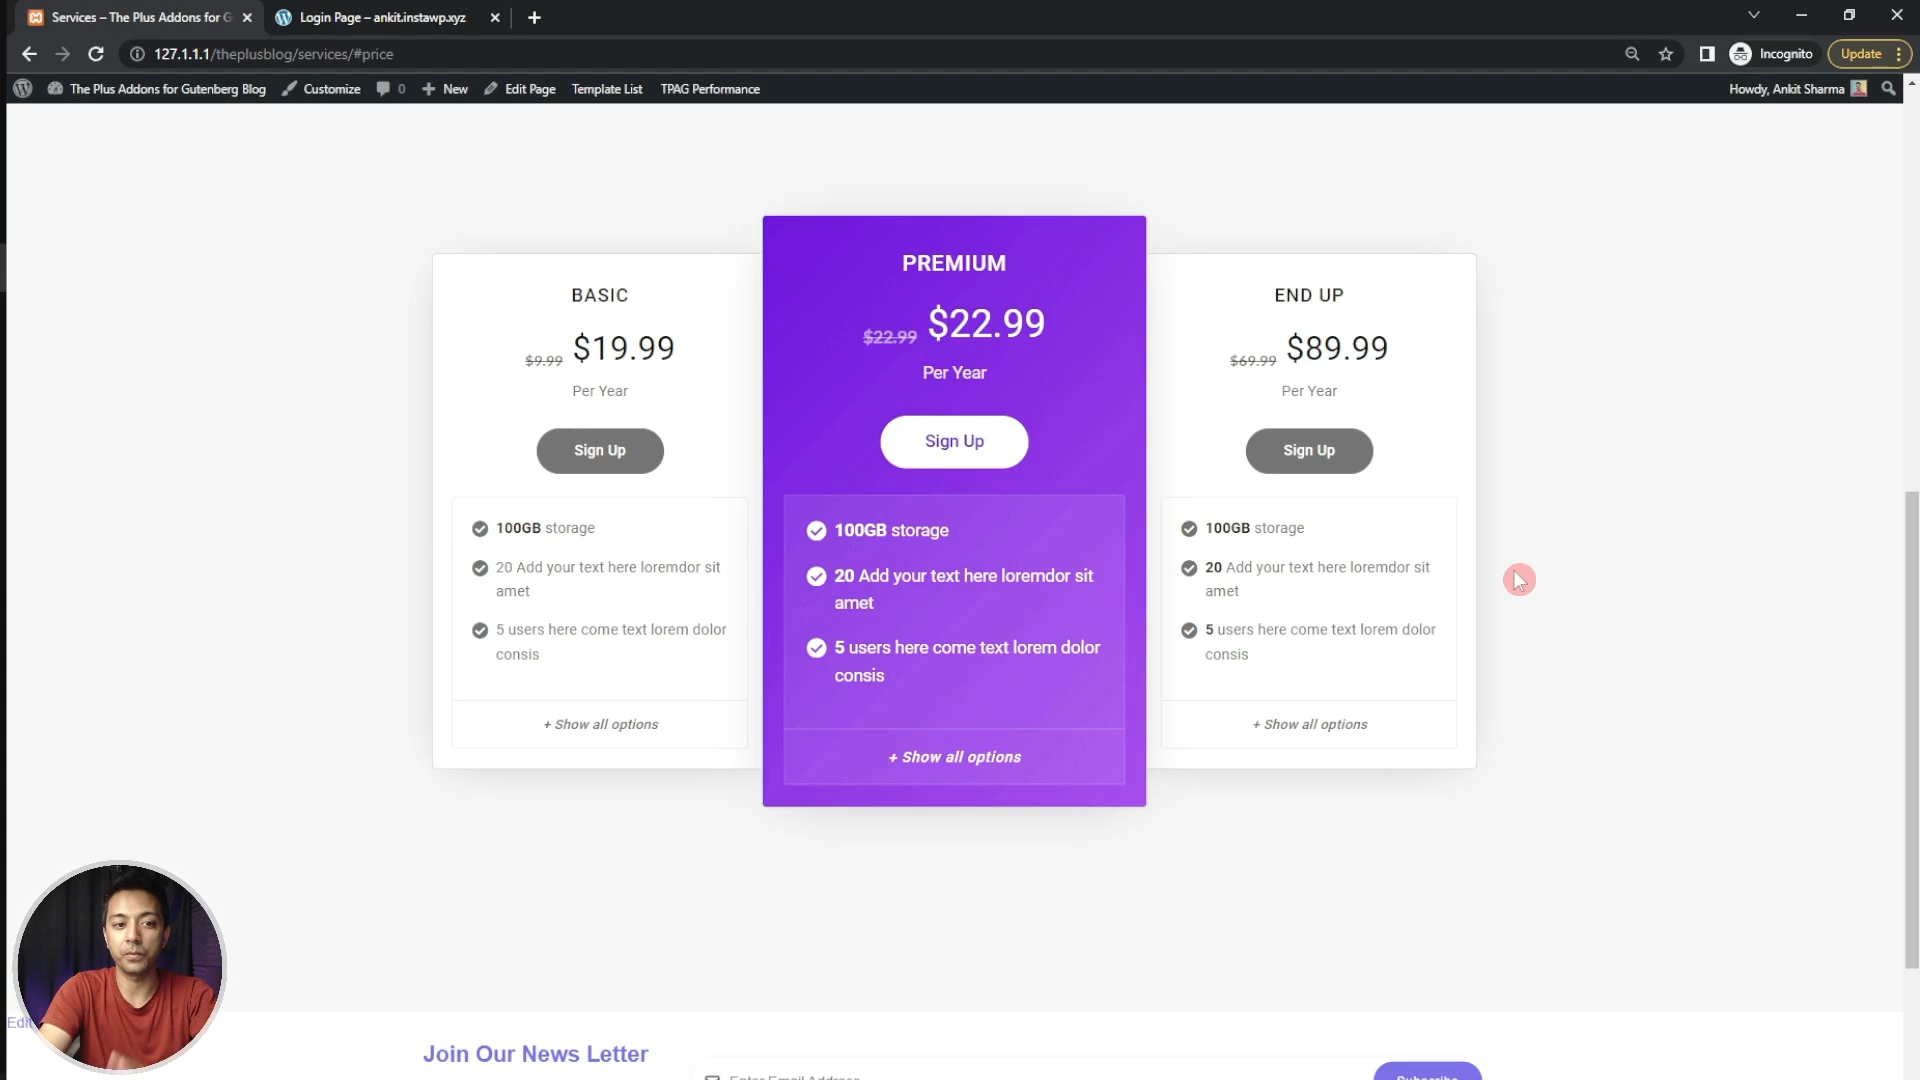 Services – The Plus Addons for G
Login Page – ankit.instawp.xyz
127.1.1.1/theplusblog/services/#price
Incognito
Update
The Plus Addons for Gutenberg Blog
Customize
0
New
Edit Page
Template List
TPAG Performance
Howdy, Ankit Sharma
BASIC
$9.99 $19.99
Per Year
Sign Up
100GB storage
20 Add your text here loremdor sit
amet
5 users here come text lorem dolor
consis
+ Show all options
PREMIUM
$22.99 $22.99
Per Year
Sign Up
100GB storage
20 Add your text here loremdor sit
amet
5 users here come text lorem dolor
consis
+ Show all options
END UP
$69.99 $89.99
Per Year
Sign Up
100GB storage
20 Add your text here loremdor sit
amet
5 users here come text lorem dolor
consis
+ Show all options
Edit
Join Our News Letter
Enter Email Address
Subscribe